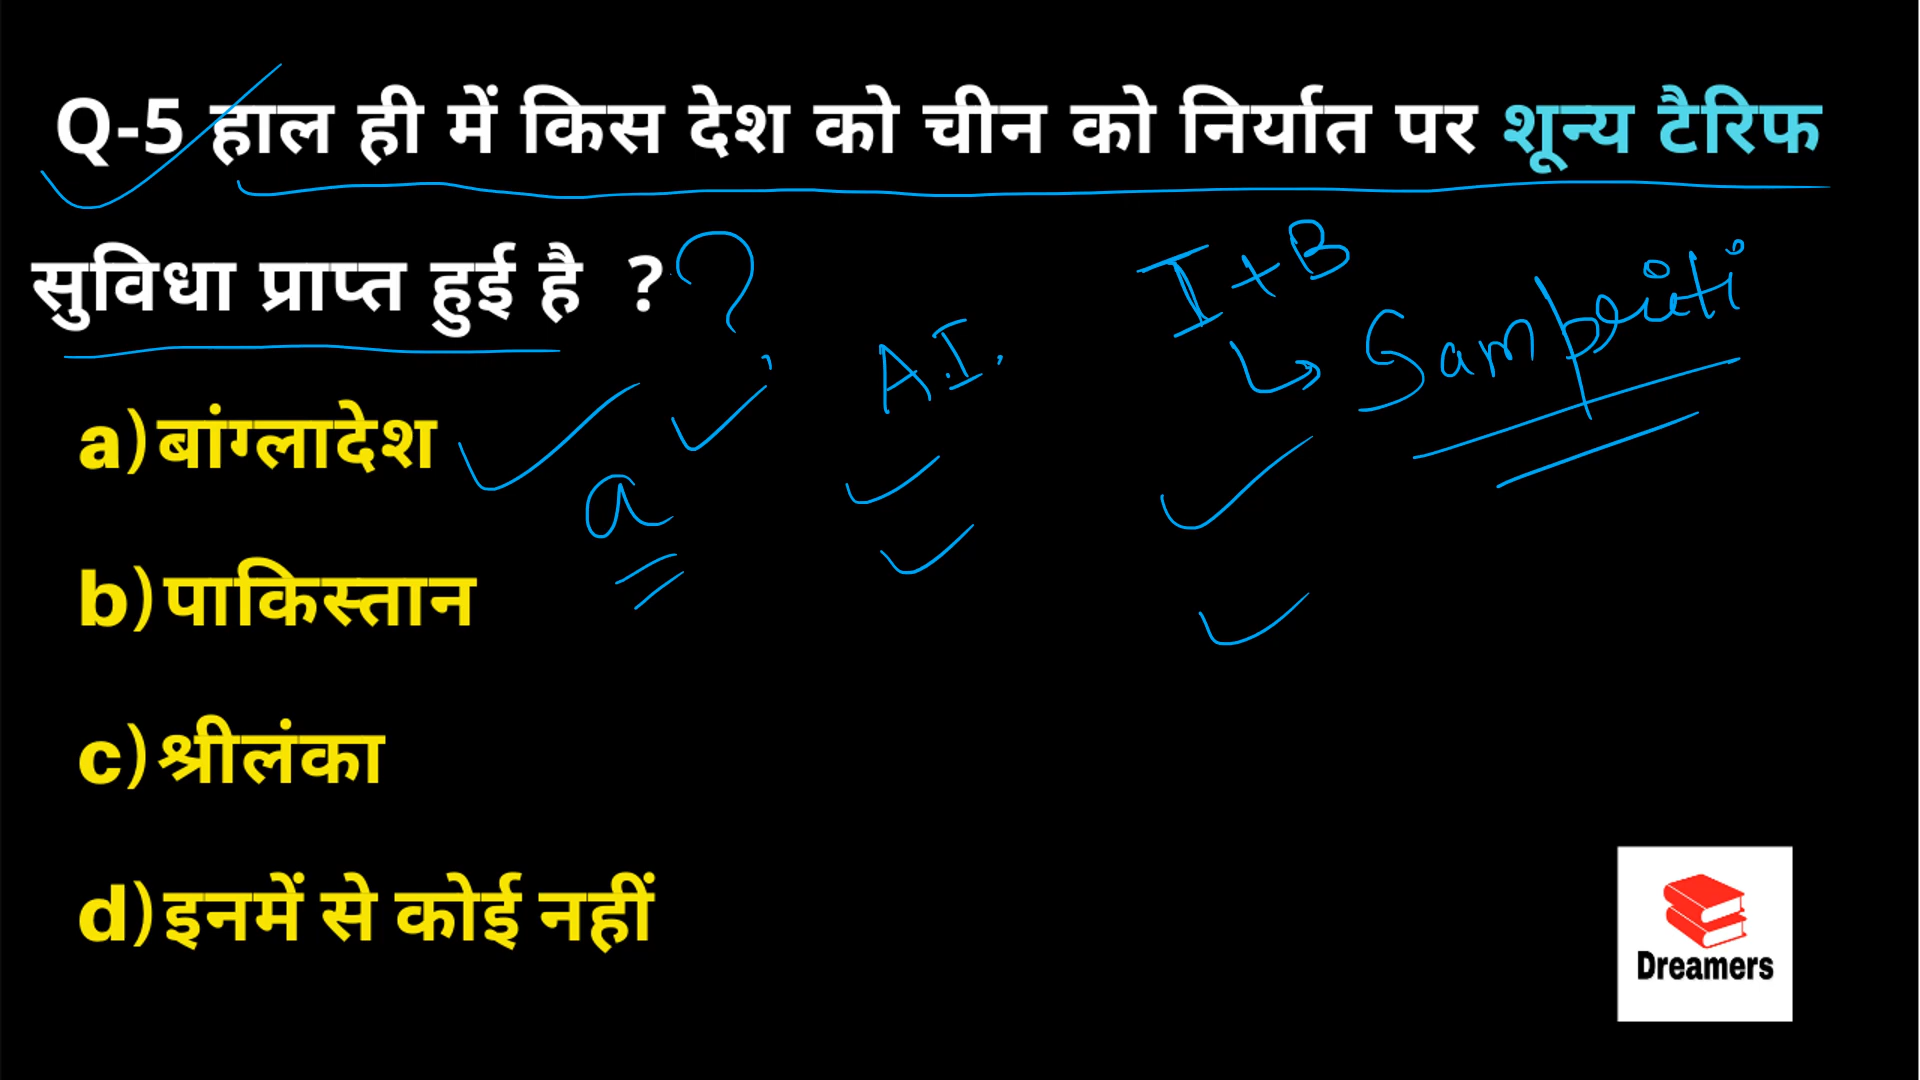 Q-5 हाल ही में किस देश को चीन को निर्यात पर शून्य टैरिफ
सुविधा प्राप्त हुई है ? ?
I+B
A.I.
Sampriti
a)बांग्लादेश
a
b)पाकिस्तान
c)श्रीलंका
d)इनमें से कोई नहीं
Dreamers